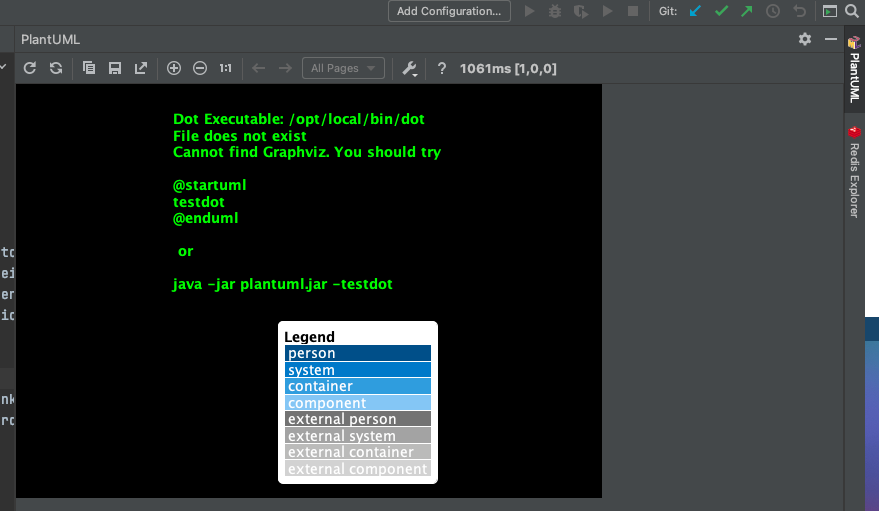 Add Configuration...
Git:
PlantUML
1:1
All Pages
?
1061ms [1,0,0]
Dot Executable: /opt/local/bin/dot
File does not exist
Cannot find Graphviz. You should try
@startuml
testdot
@enduml
or
java -jar plantuml.jar -testdot
Legend
person
system
container
component
external person
external system
external container
external component
PlantUML
Redis Explorer
to
ei
er
ic
nk
ro